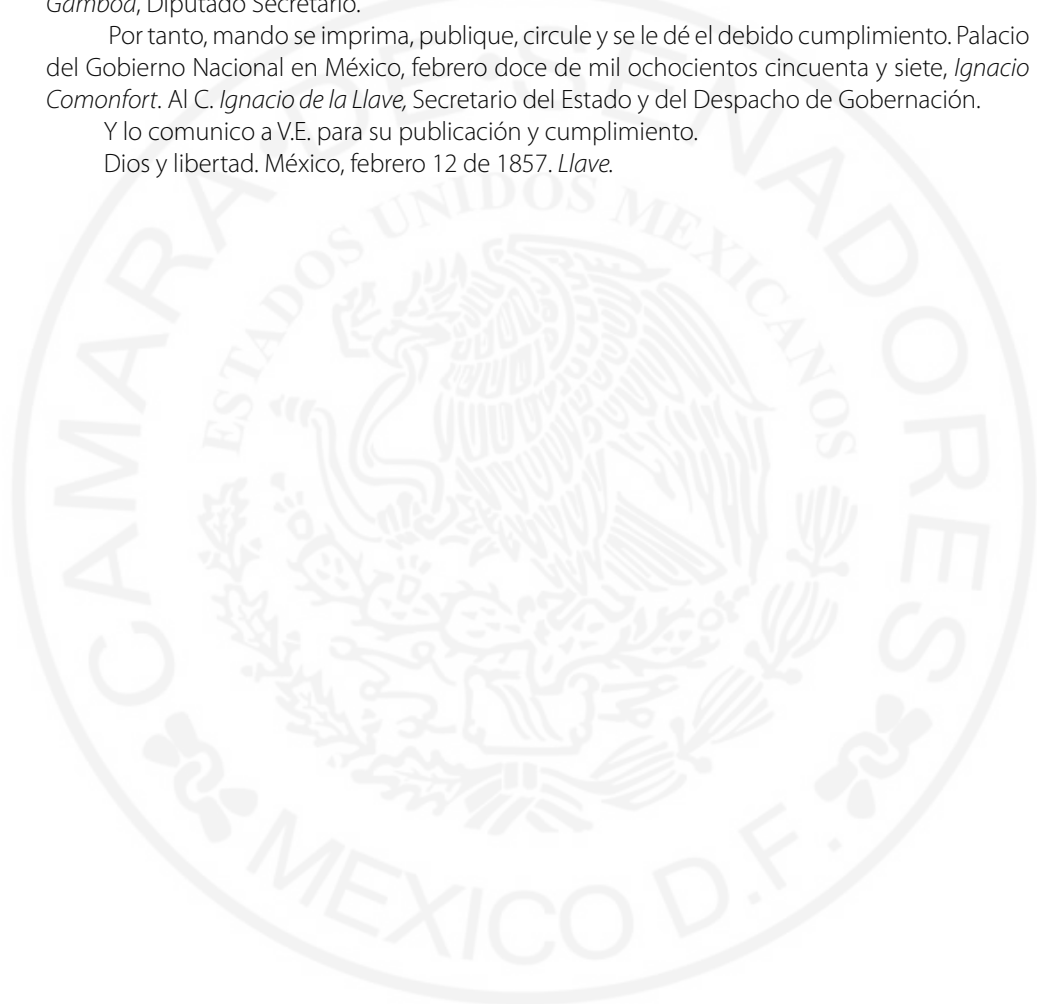 Gamboa, Diputado Secretario.
Por tanto, mando se imprima, publique, circule y se le dé el debido cumplimiento. Palacio
del Gobierno Nacional en México, febrero doce de mil ochocientos cincuenta y siete, Ignacio
Comonfort. Al C. Ignacio de la Llave, Secretario del Estado y del Despacho de Gobernación.
Y lo comunico a V.E. para su publicación y cumplimiento.
Dios y libertad. México, febrero 12 de 1857. Llave.
CAMARA DE SENADORES
ESTADOS UNIDOS MEXICANOS
MEXICO D.F.